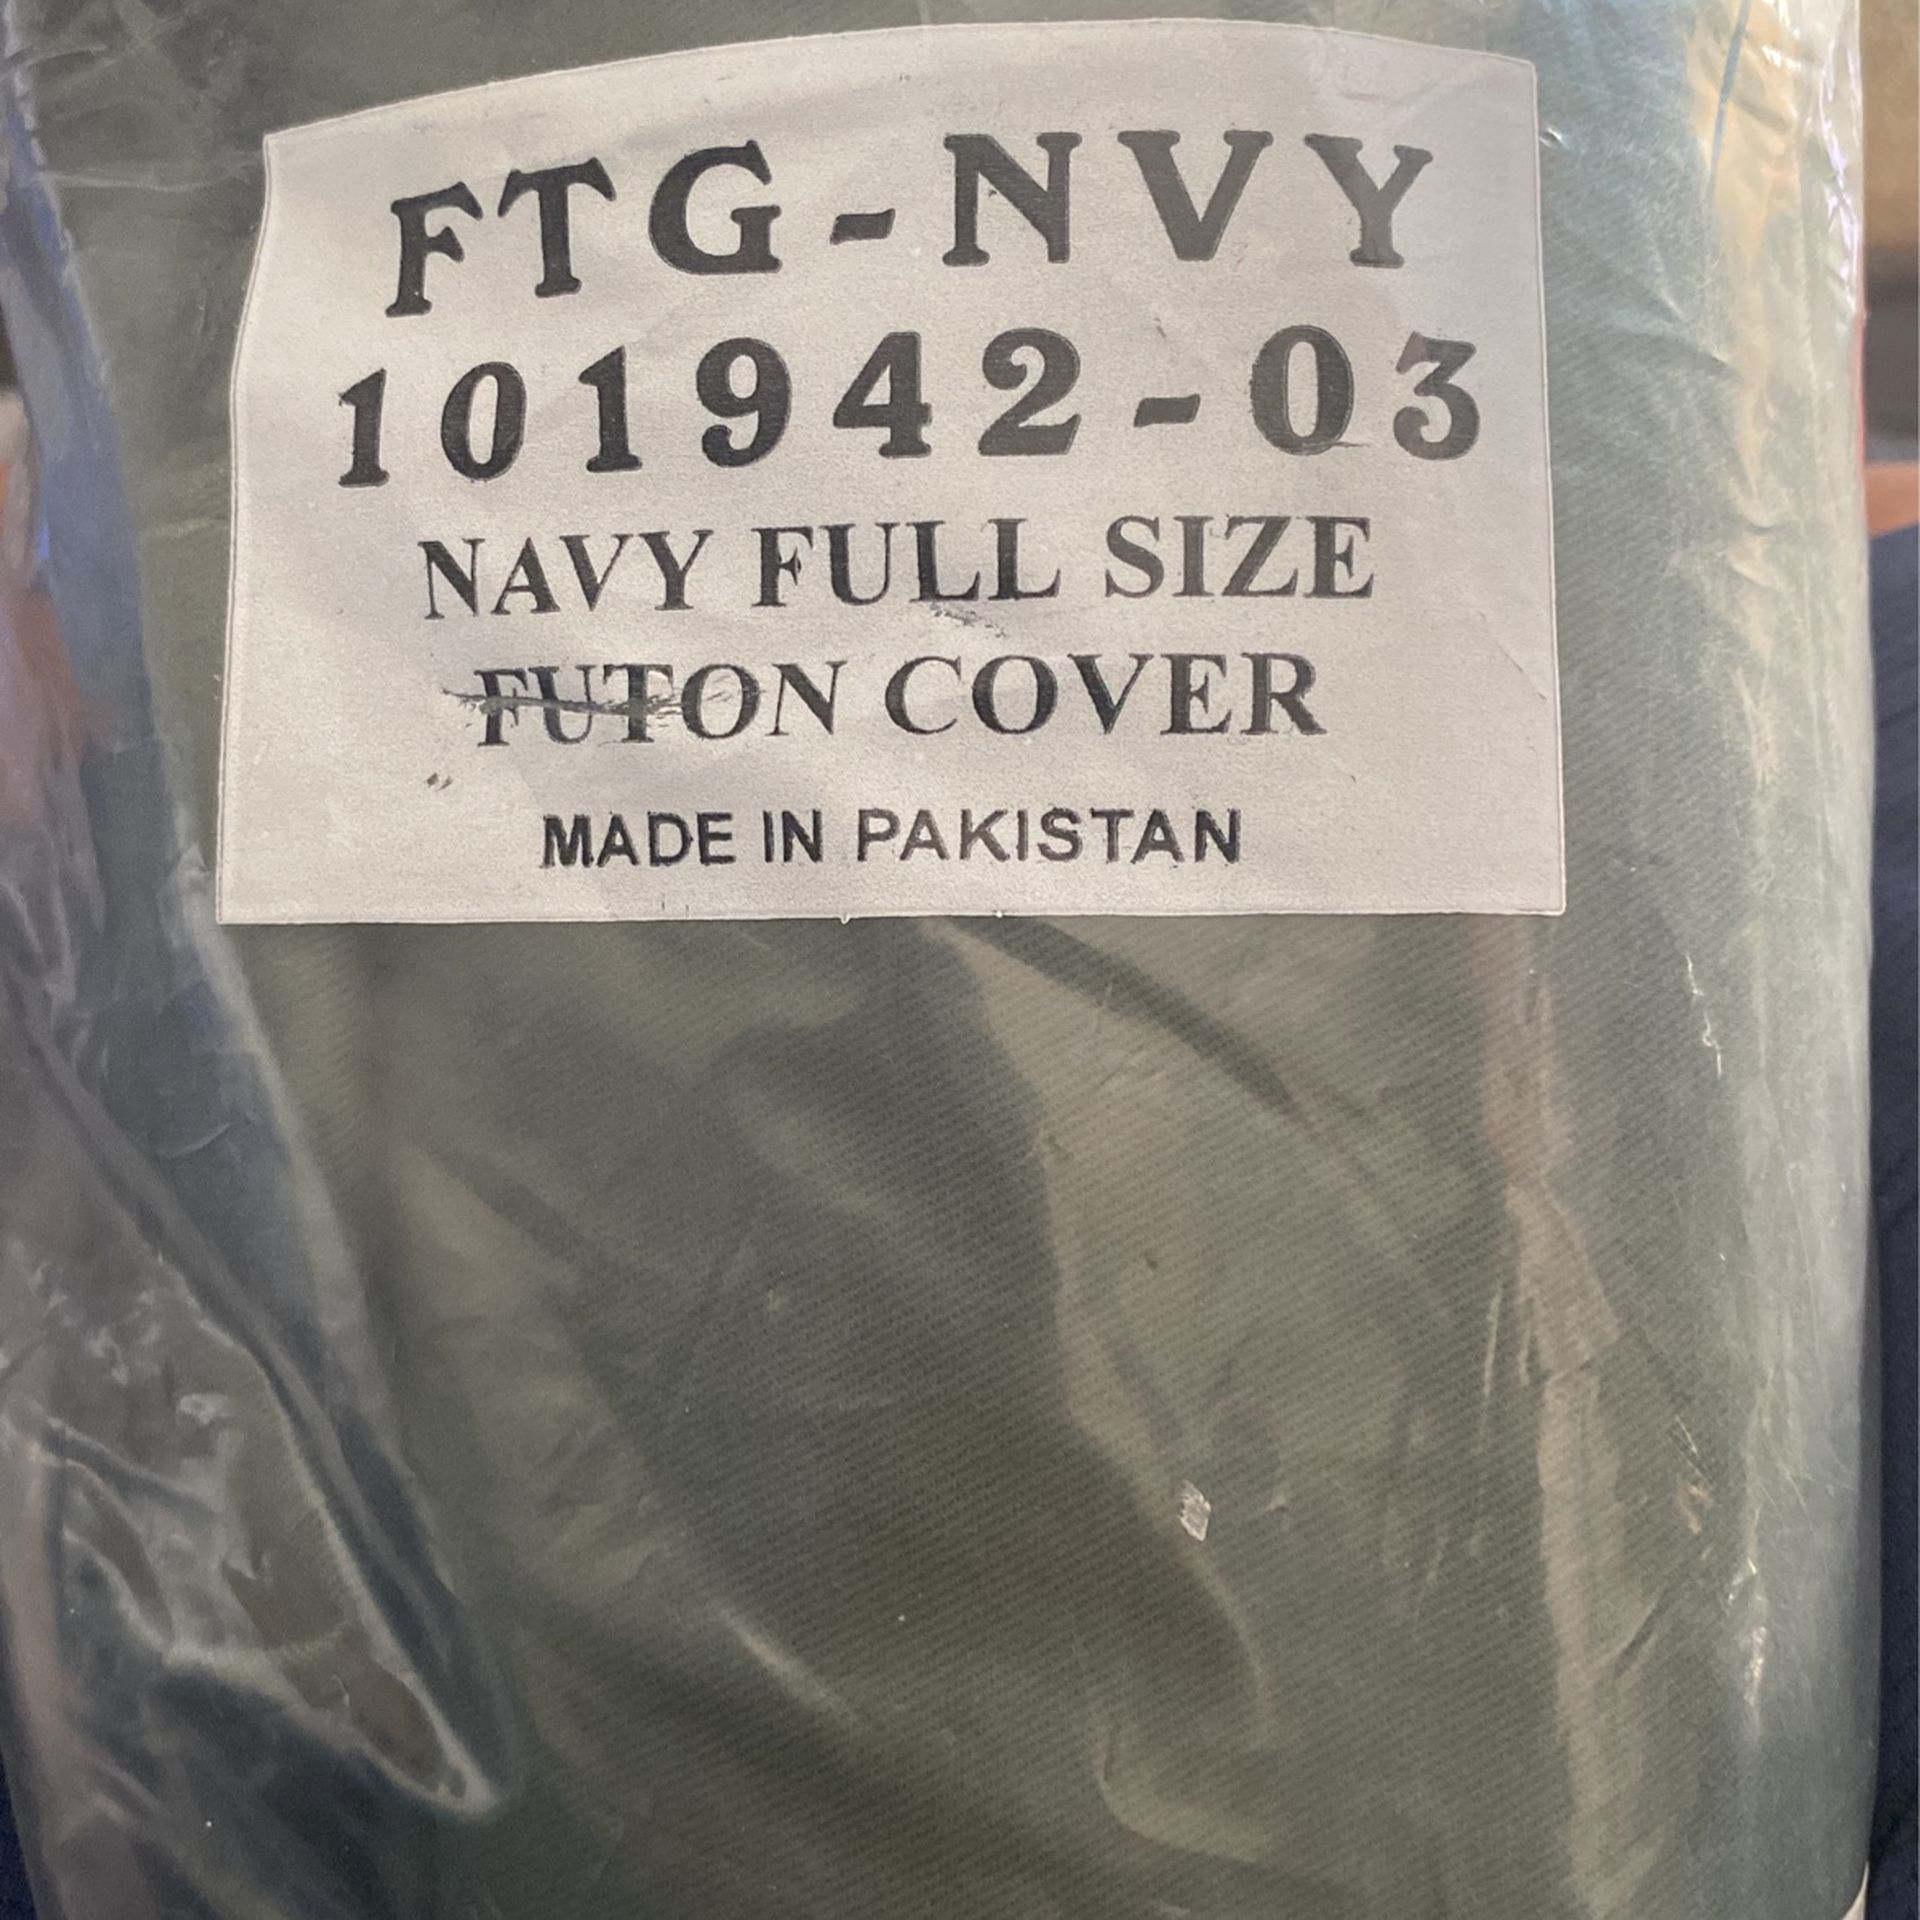 FTG-NVY
101942-03
NAVY FULL SIZE
FUTON COVER
MADE IN PAKISTAN